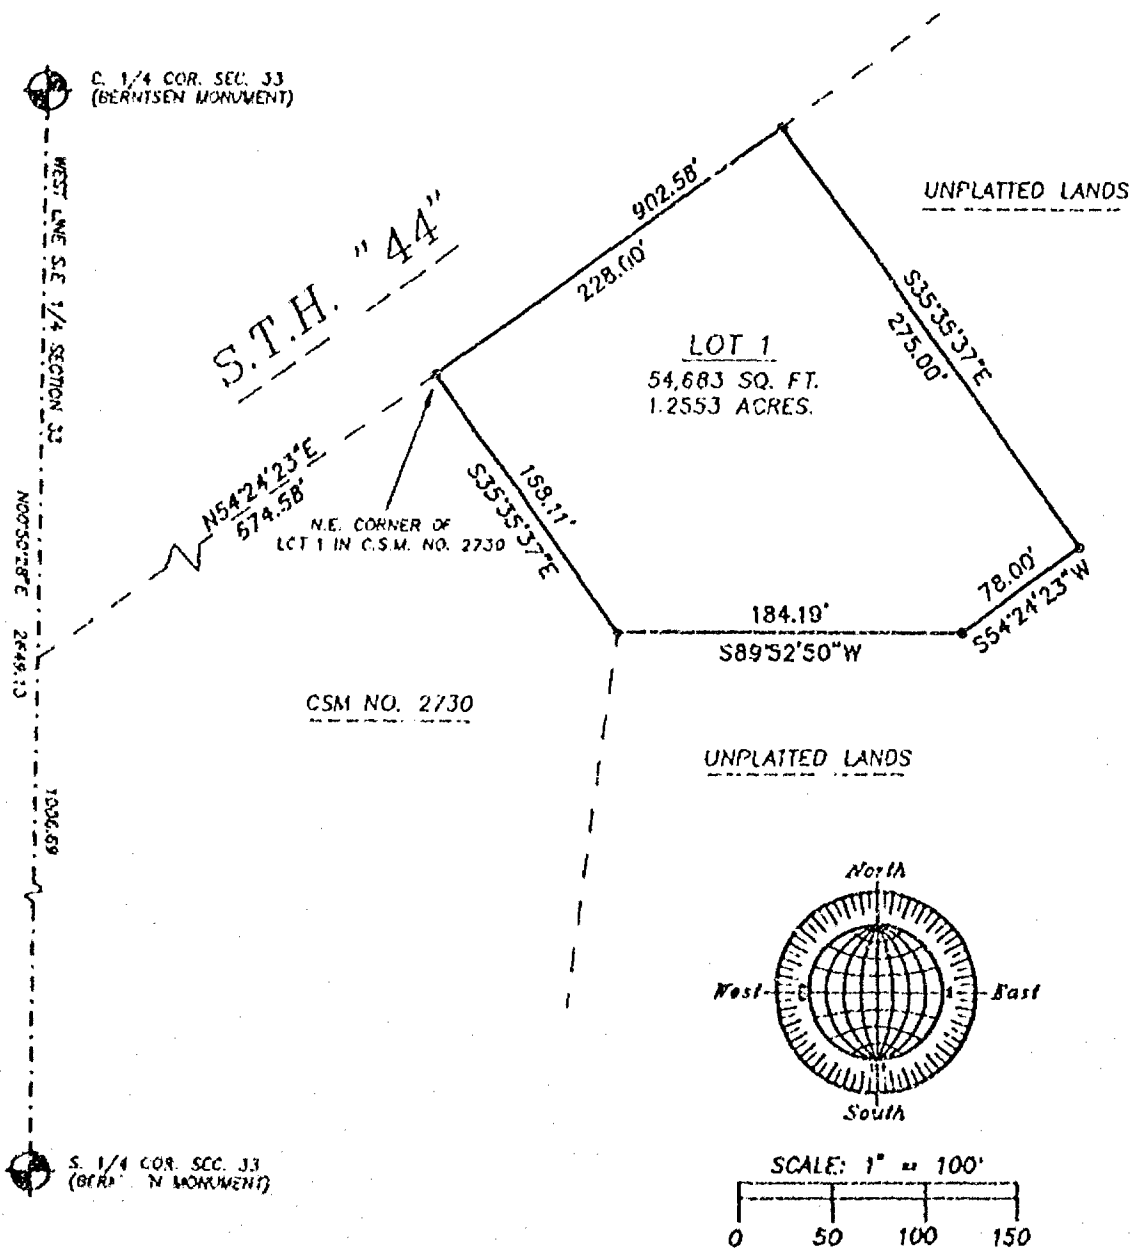 C. 1/4 COR. SEC. 33
(BERNTSEN MONUMENT)
WEST LINE S.E. 1/4 SECTION 33
N00°50'28"E 2649.13
1006.69
S.T.H. "44"
902.58'
228.00'
UNPLATTED LANDS
S35°35'37"E
275.00'
LOT 1
54,683 SQ. FT.
1.2553 ACRES.
N54°24'23"E
674.58'
N.E. CORNER OF
LOT 1 IN C.S.M. NO. 2730
168.11'
S35°35'37"E
78.00'
S54°24'23"W
184.19'
S89°52'50"W
CSM NO. 2730
UNPLATTED LANDS
North
West
East
South
S. 1/4 COR. SEC. 33
MONUMENT)
SCALE: 1" = 100'
0 50 100 150